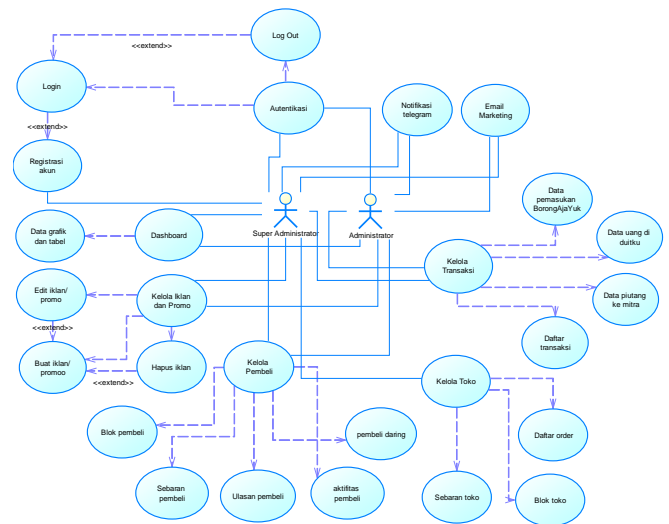 Log Out
<<extend>>
Login
Autentikasi
Notifikasi
telegram
Email
Marketing
<<extend>>
Registrasi
akun
Data
pemasukan
BorongAjaYuk
Super Administrator
Administrator
Data grafik
dan tabel
Dashboard
Data uang di
duitku
Kelola
Transaksi
Edit iklan/
promo
Kelola Iklan
dan Promo
Data piutang
ke mitra
<<extend>>
Daftar
transaksi
Buat iklan/
promoo
Hapus iklan
<<extend>>
Kelola
Pembeli
Kelola Toko
Blok pembeli
pembeli daring
Daftar order
Sebaran
pembeli
Ulasan pembeli
aktifitas
pembeli
Sebaran toko
Blok toko